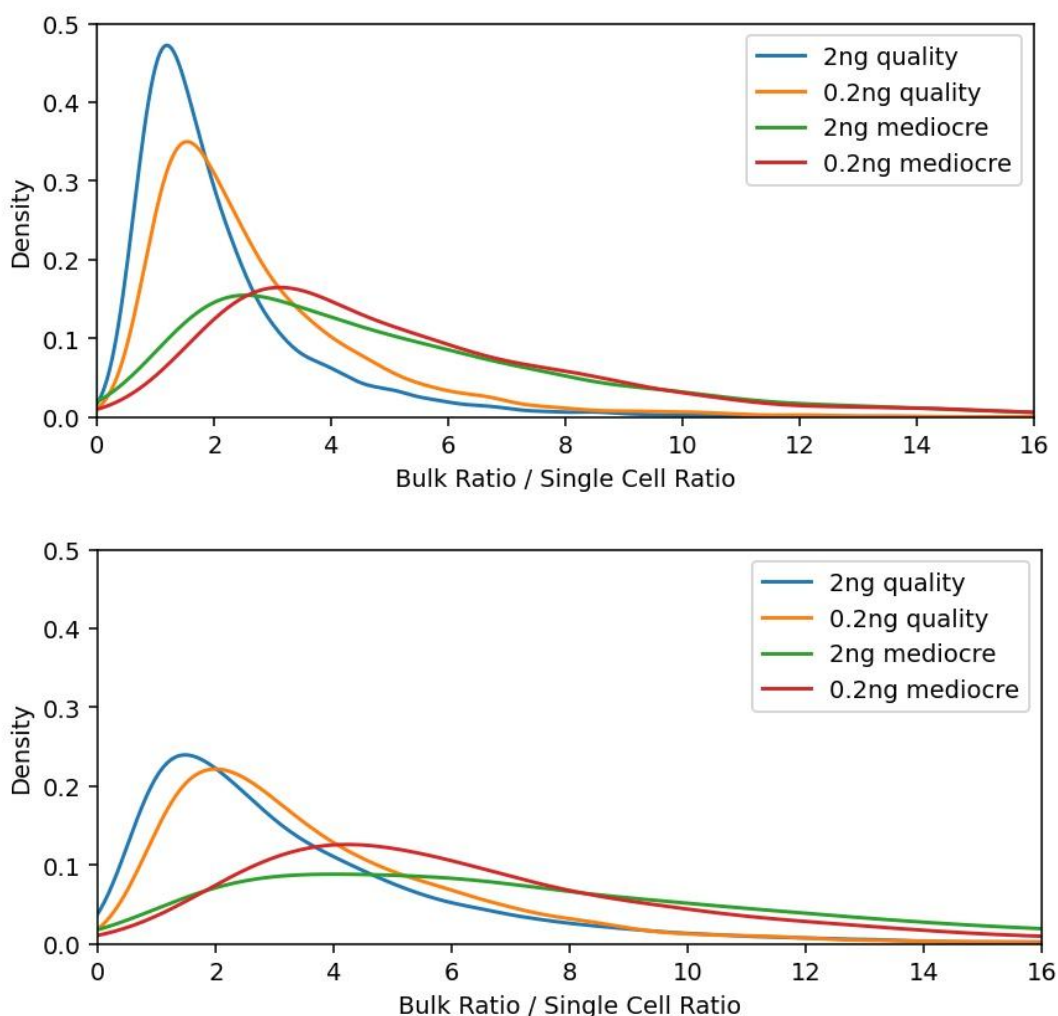 0.5
0.4
0.3
0.2
0.1
0.0
Density
2ng quality
0.2ng quality
2ng mediocre
0.2ng mediocre
0 2 4 6 8 10 12 14 16
Bulk Ratio / Single Cell Ratio
0.5
0.4
0.3
0.2
0.1
0.0
Density
2ng quality
0.2ng quality
2ng mediocre
0.2ng mediocre
0 2 4 6 8 10 12 14 16
Bulk Ratio / Single Cell Ratio